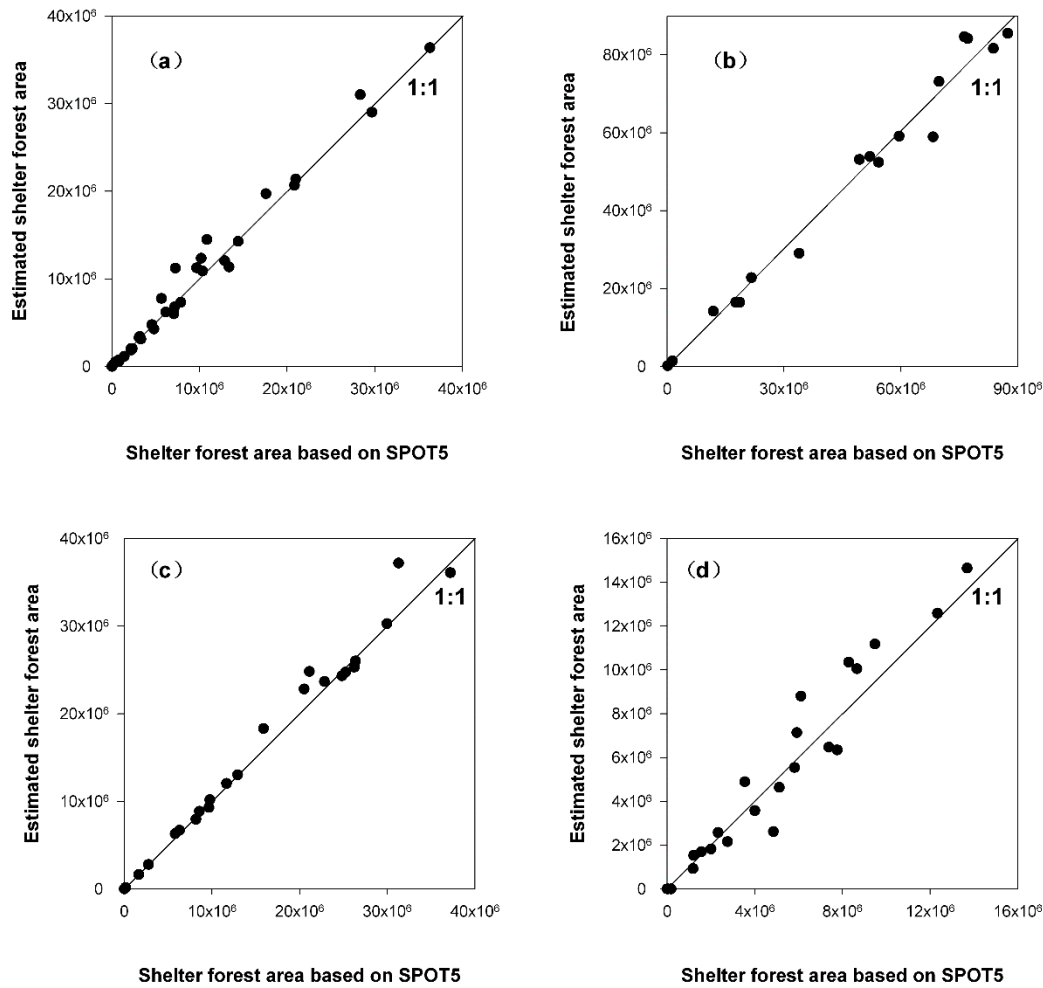 （a）
1:1
Estimated shelter forest area
40x10⁶
30x10⁶
20x10⁶
10x10⁶
0
0
10x10⁶
20x10⁶
30x10⁶
40x10⁶
Shelter forest area based on SPOT5
（b）
1:1
Estimated shelter forest area
80x10⁶
60x10⁶
40x10⁶
20x10⁶
0
0
30x10⁶
60x10⁶
90x10⁶
Shelter forest area based on SPOT5
（c）
1:1
Estimated shelter forest area
40x10⁶
30x10⁶
20x10⁶
10x10⁶
0
0
10x10⁶
20x10⁶
30x10⁶
40x10⁶
Shelter forest area based on SPOT5
（d）
1:1
Estimated shelter forest area
16x10⁶
14x10⁶
12x10⁶
10x10⁶
8x10⁶
6x10⁶
4x10⁶
2x10⁶
0
0
4x10⁶
8x10⁶
12x10⁶
16x10⁶
Shelter forest area based on SPOT5